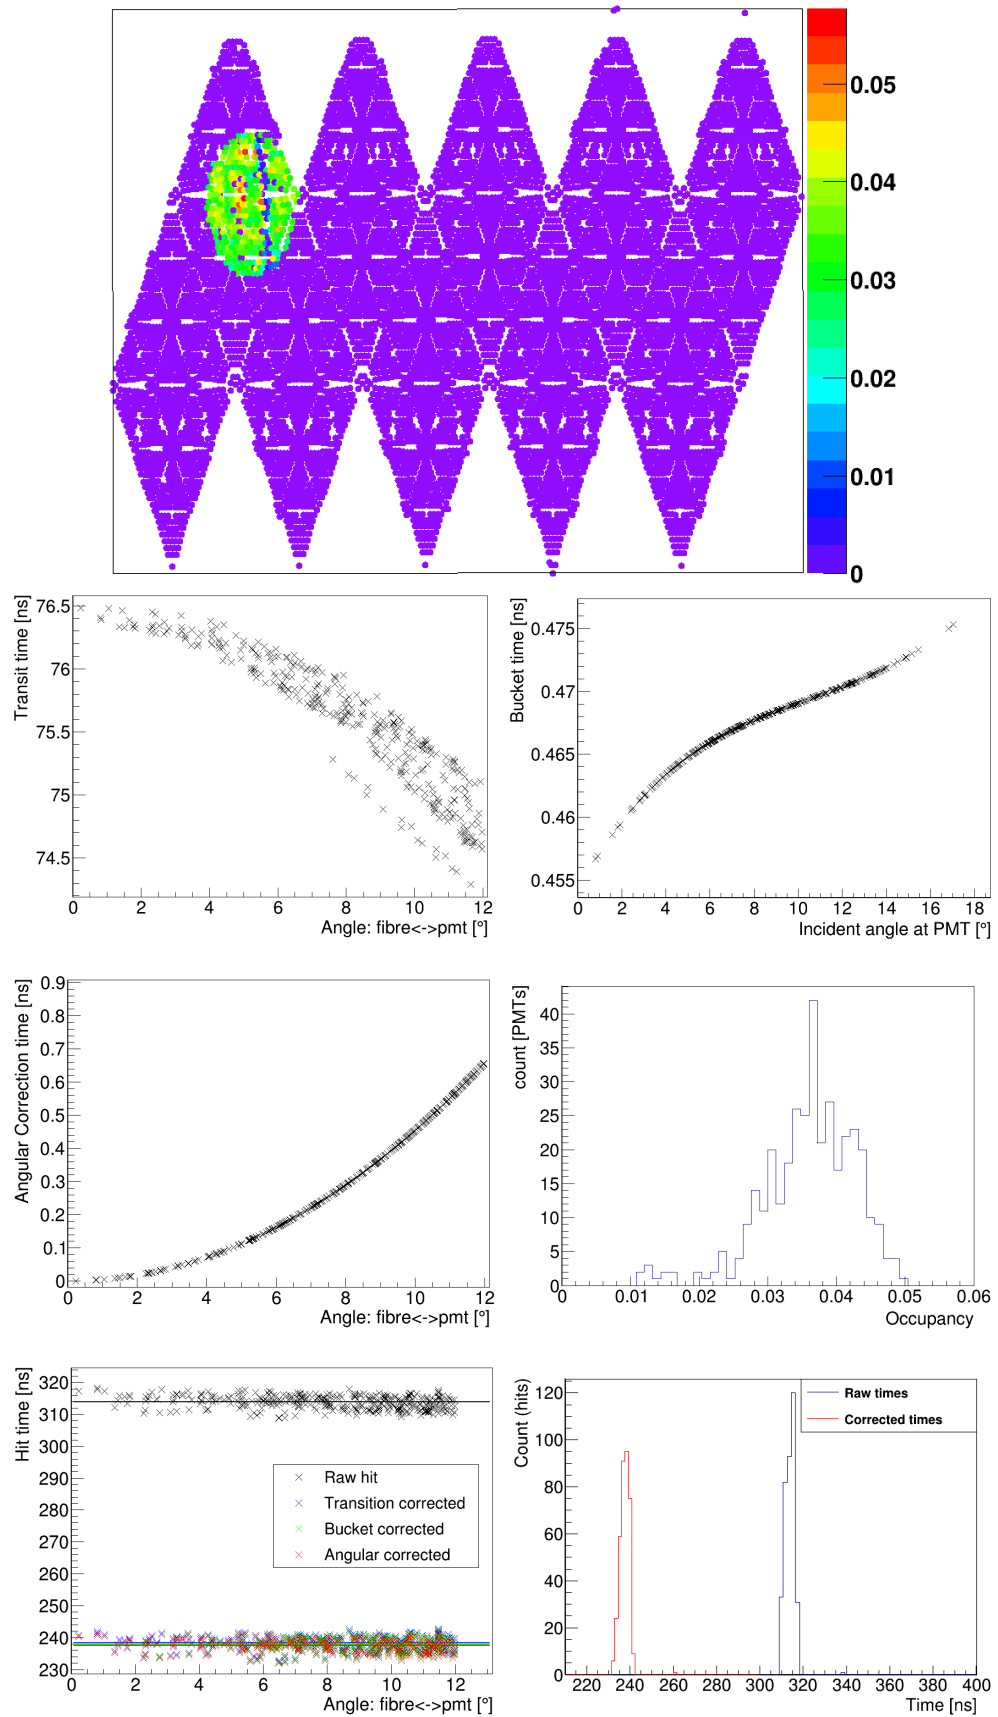 0.05
0.04
0.03
0.02
0.01
0
Transit time [ns]
76.5
76
75.5
75
74.5
0 2 4 6 8 10 12
Angle: fibre<->pmt [°]
Bucket time [ns]
0.475
0.47
0.465
0.46
0.455
0 2 4 6 8 10 12 14 16 18
Incident angle at PMT [°]
Angular Correction time [ns]
0.9
0.8
0.7
0.6
0.5
0.4
0.3
0.2
0.1
0
0 2 4 6 8 10 12
Angle: fibre<->pmt [°]
count [PMTs]
40
35
30
25
20
15
10
5
0
0 0.01 0.02 0.03 0.04 0.05 0.06
Occupancy
Hit time [ns]
320
310
300
290
280
270
260
250
240
230
Raw hit
Transition corrected
Bucket corrected
Angular corrected
0 2 4 6 8 10 12
Angle: fibre<->pmt [°]
Count (hits)
120
100
80
60
40
20
0
Raw times
Corrected times
220 240 260 280 300 320 340 360 380 400
Time [ns]